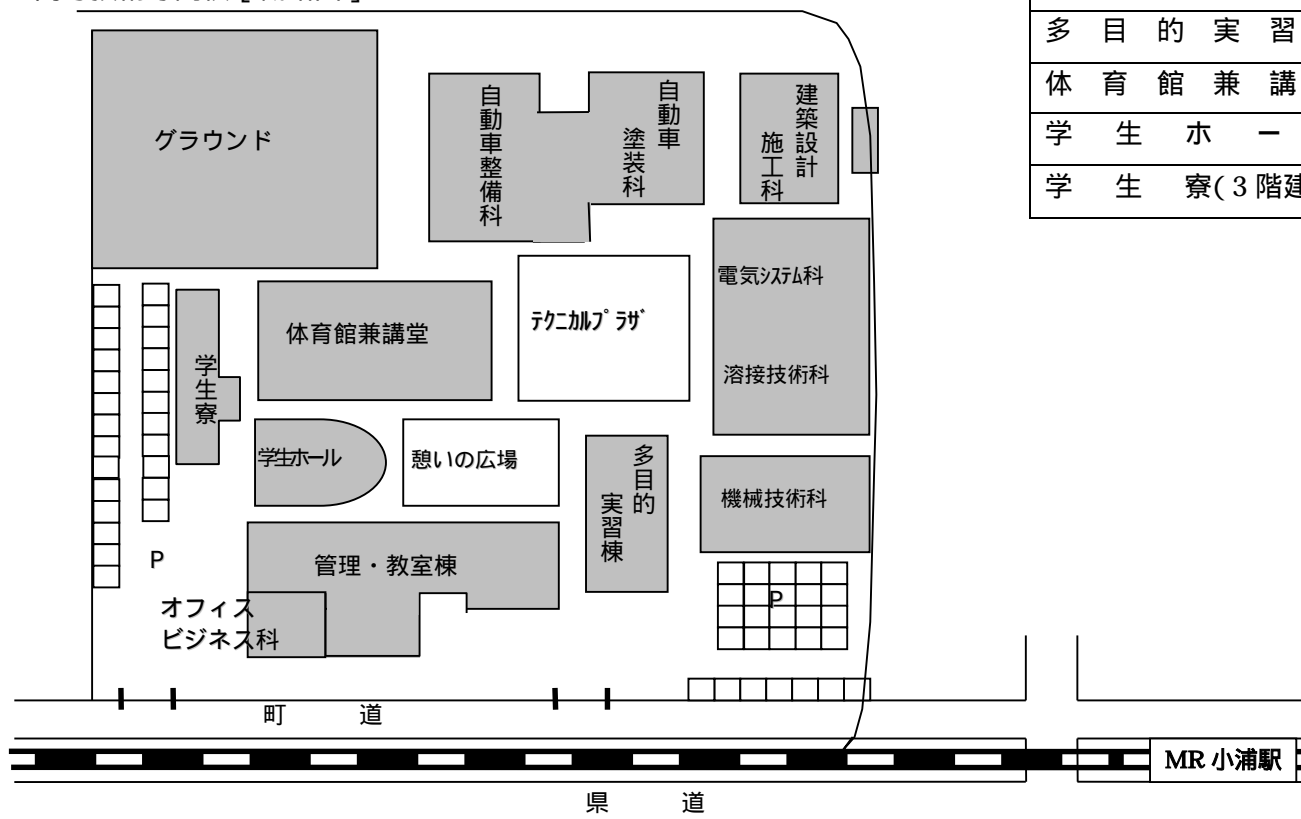 多目的実習
体育館兼講
学生ホー
学生寮(3階建
グラウンド
自動車整備科
自動車
塗装科
建築設計
施工科
電気ｼｽﾃﾑ科
溶接技術科
体育館兼講堂
ﾃｸﾆｶﾙﾌﾟﾗｻﾞ
学生寮
学生ホール
憩いの広場
多目的
実習棟
機械技術科
管理・教室棟
P
P
オフィス
ビジネス科
町道
MR 小浦駅
県道